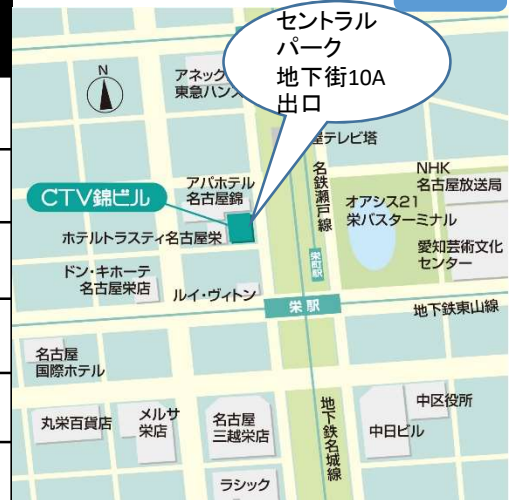 セントラル
パーク
地下街10A
出口
N
アネックス
東急ハンズ
屋テレビ塔
名鉄瀬戸線
NHK
名古屋放送局
アパホテル
名古屋錦
CTV錦ビル
オアシス21
栄バスターミナル
ホテルトラスティ名古屋栄
栄町駅
愛知芸術文化
センター
ドン・キホーテ
名古屋栄店
ルイ・ヴィトン
栄駅
地下鉄東山線
名古屋
国際ホテル
丸栄百貨店
メルサ
栄店
名古屋
三越栄店
地下鉄名城線
中日ビル
中区役所
ラシック